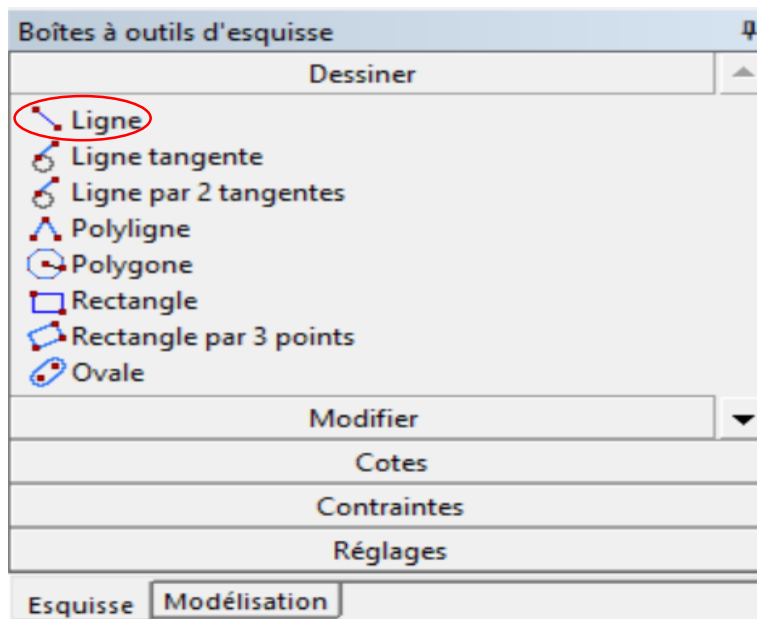 Boîtes à outils d'esquisse
Dessiner
Ligne
Ligne tangente
Ligne par 2 tangentes
Polyligne
Polygone
Rectangle
Rectangle par 3 points
Ovale
Modifier
Cotes
Contraintes
Réglages
Esquisse Modélisation